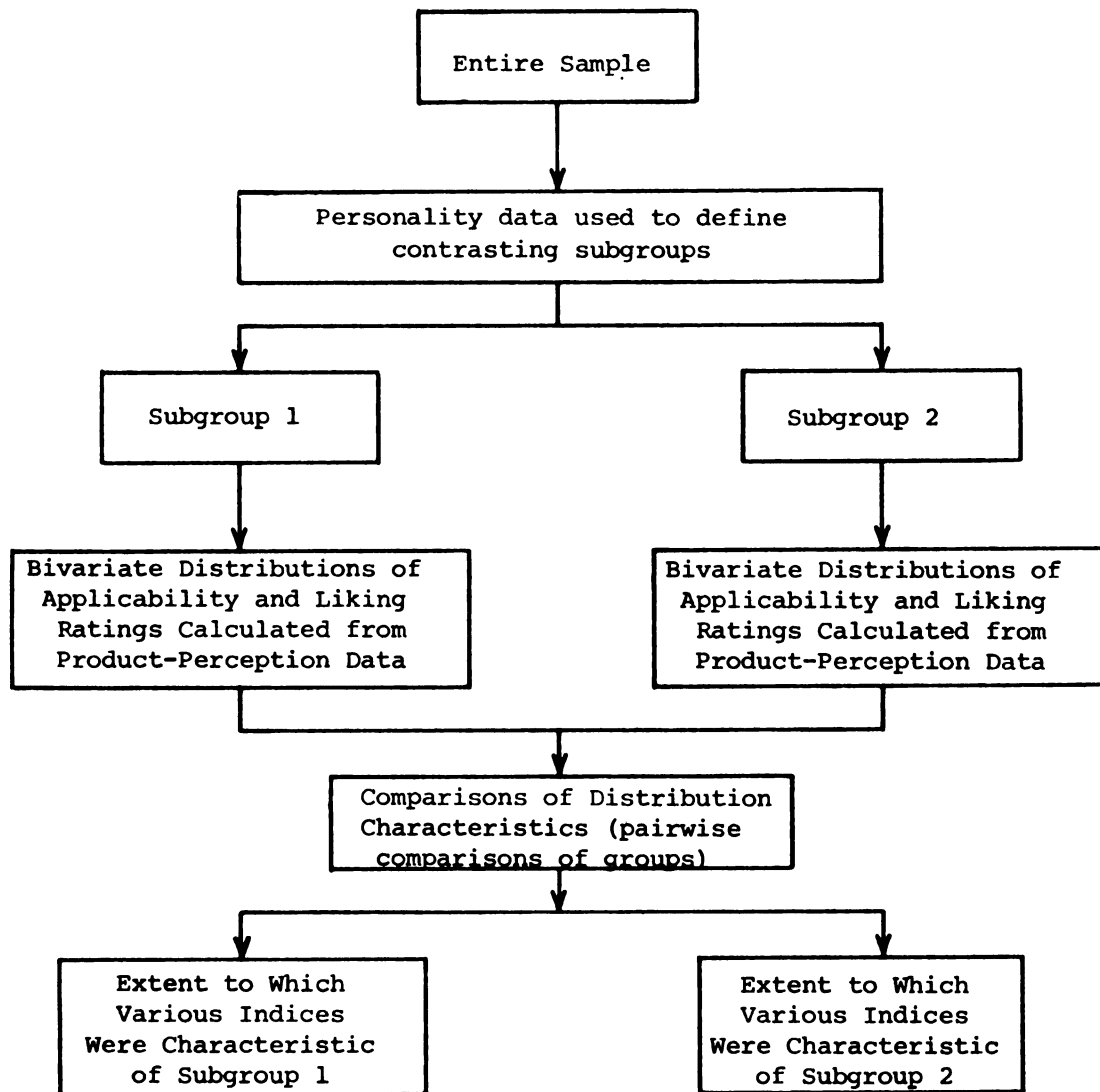 Entire Sample
Personality data used to define
contrasting subgroups
Subgroup 1
Subgroup 2
Bivariate Distributions of
Applicability and Liking
Ratings Calculated from
Product-Perception Data
Bivariate Distributions of
Applicability and Liking
Ratings Calculated from
Product-Perception Data
Comparisons of Distribution
Characteristics (pairwise
comparisons of groups)
Extent to Which
Various Indices
Were Characteristic
of Subgroup 1
Extent to Which
Various Indices
Were Characteristic
of Subgroup 2